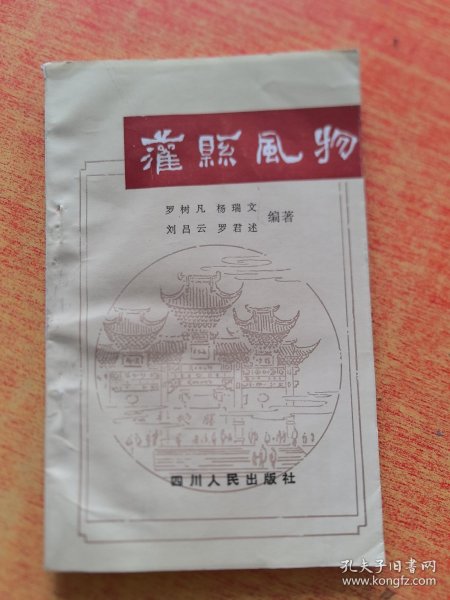 灌縣風物
罗树凡 杨瑞文
刘昌云 罗君述
编著
四川人民出版社
孔夫子旧书网
www.kongfz.com